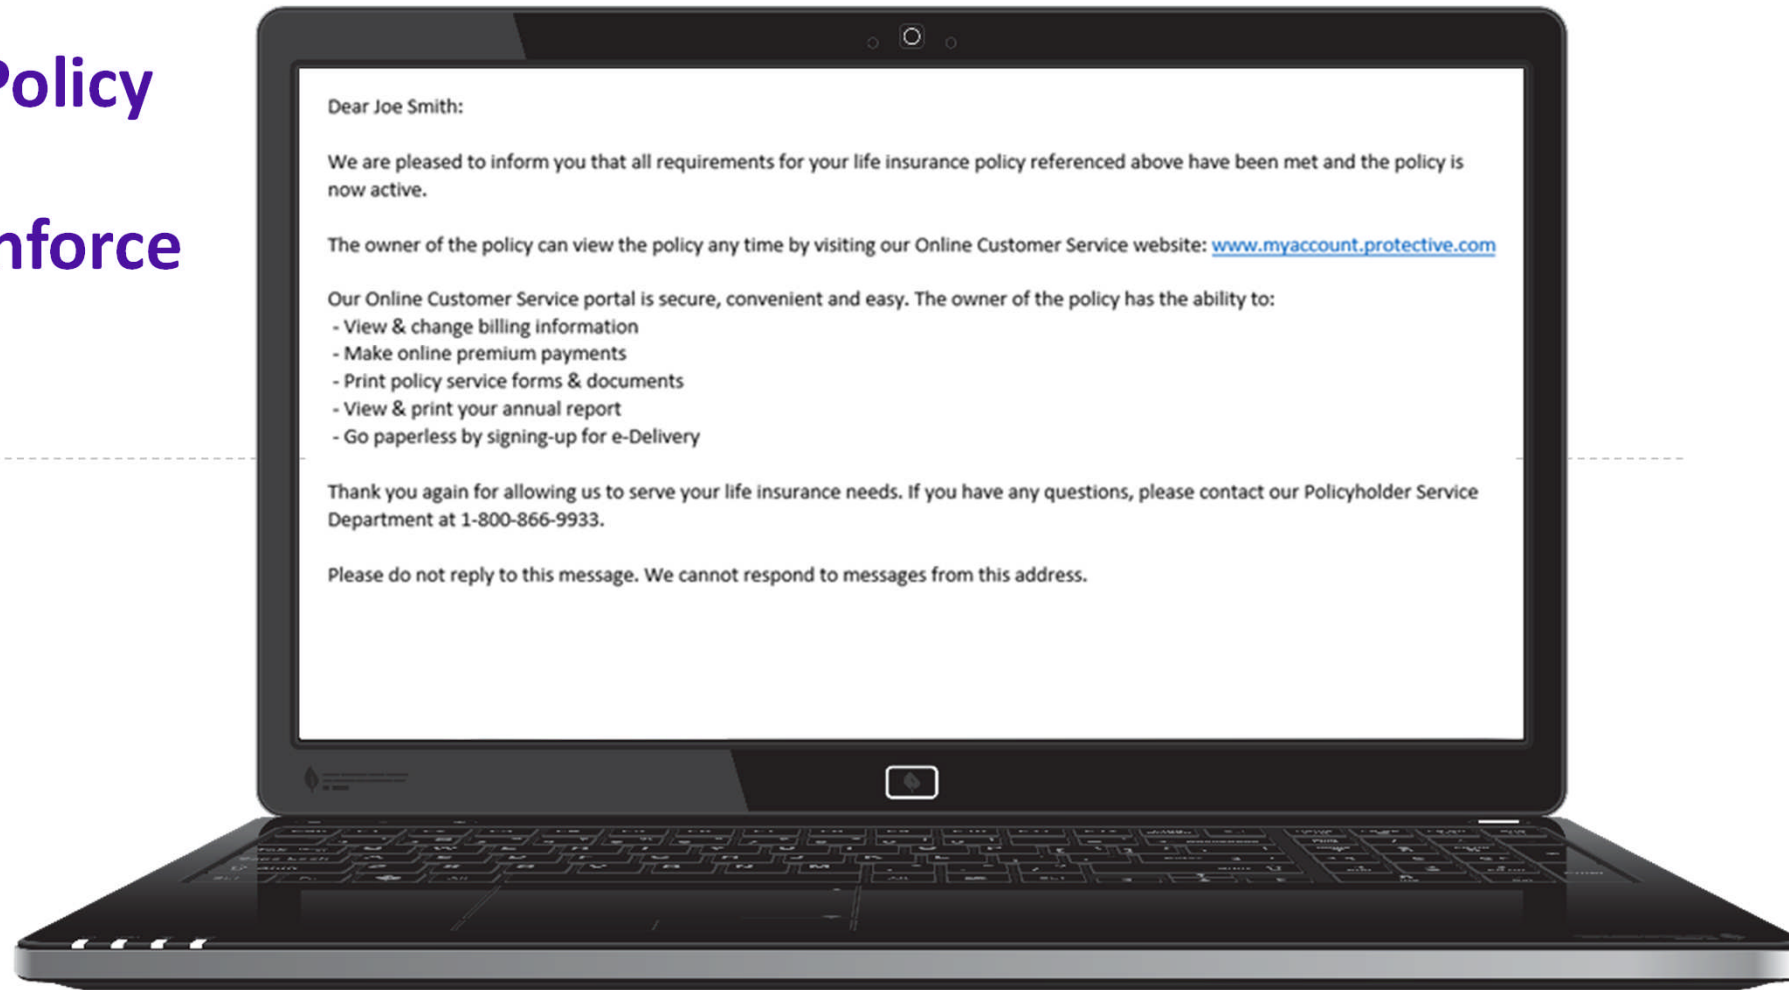 Policy
nforce
Dear Joe Smith:
We are pleased to inform you that all requirements for your life insurance policy referenced above have been met and the policy is
now active.
The owner of the policy can view the policy any time by visiting our Online Customer Service website: www.myaccount.protective.com
Our Online Customer Service portal is secure, convenient and easy. The owner of the policy has the ability to:
- View & change billing information
- Make online premium payments
- Print policy service forms & documents
- View & print your annual report
- Go paperless by signing-up for e-Delivery
Thank you again for allowing us to serve your life insurance needs. If you have any questions, please contact our Policyholder Service
Department at 1-800-866-9933.
Please do not reply to this message. We cannot respond to messages from this address.